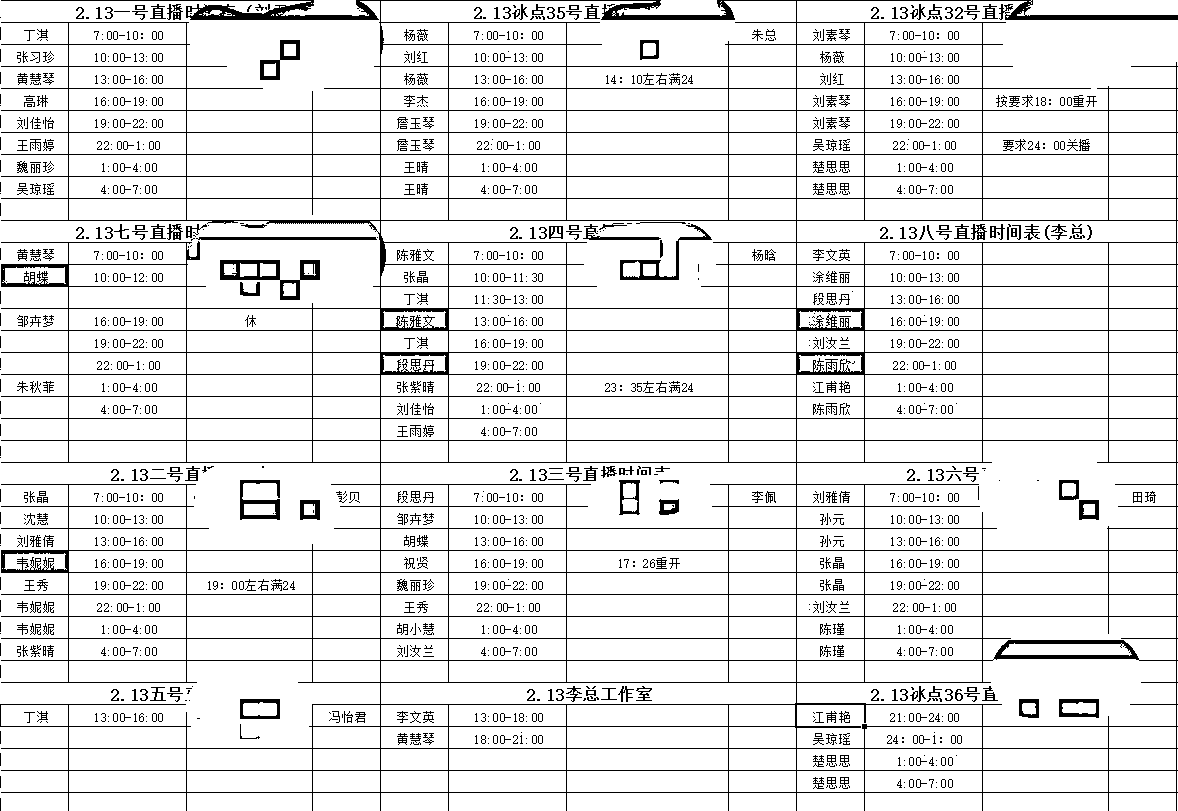 2.13一号直播时
2.13冰点35号直播
2.13冰点32号直播
丁淇 7:00-10：00 杨薇 7:00-10：00 朱总 刘素琴 7:00-10：00
张习珍 10:00-13:00 刘红 10:00-13:00 杨薇 10:00-13:00
黄慧琴 13:00-16:00 杨薇 13:00-16:00 14：10左右满24 刘红 13:00-16:00
高琳 16:00-19:00 李杰 16:00-19:00 刘素琴 16:00-19:00 按要求18：00重开
刘佳怡 19:00-22:00 詹玉琴 19:00-22:00 刘素琴 19:00-22:00
王雨婷 22:00-1:00 詹玉琴 22:00-1:00 吴琼瑶 22:00-1:00 要求24：00关播
魏丽珍 1:00-4:00 王晴 1:00-4:00 楚思思 1:00-4:00
吴琼瑶 4:00-7:00 王晴 4:00-7:00 楚思思 4:00-7:00
2.13七号直播时 2.13四号直 2.13八号直播时间表(李总)
黄慧琴 7:00-10：00 陈雅文 7:00-10：00 杨晗 李文英 7:00-10：00
胡蝶 10:00-12:00 张晶 10:00-11:30 涂维丽 10:00-13:00
丁淇 11:30-13:00 段思丹 13:00-16:00
邹卉梦 16:00-19:00 休 陈雅文 13:00-16:00 涂维丽 16:00-19:00
19:00-22:00 丁淇 16:00-19:00 刘汝兰 19:00-22:00
22:00-1:00 段思丹 19:00-22:00 陈雨欣 22:00-1:00
朱秋菲 1:00-4:00 张紫晴 22:00-1:00 23：35左右满24 江甫艳 1:00-4:00
4:00-7:00 刘佳怡 1:00-4:00 陈雨欣 4:00-7:00
王雨婷 4:00-7:00
2.13二号直播 2.13三号直播时间表 2.13六号
张晶 7:00-10：00 彭贝 段思丹 7:00-10：00 李佩 刘雅倩 7:00-10：00 田琦
沈慧 10:00-13:00 邹卉梦 10:00-13:00 孙元 10:00-13:00
刘雅倩 13:00-16:00 胡蝶 13:00-16:00 孙元 13:00-16:00
韦妮妮 16:00-19:00 祝贤 16:00-19:00 17：26重开 张晶 16:00-19:00
王秀 19:00-22:00 19：00左右满24 魏丽珍 19:00-22:00 张晶 19:00-22:00
韦妮妮 22:00-1:00 王秀 22:00-1:00 刘汝兰 22:00-1:00
韦妮妮 1:00-4:00 胡小慧 1:00-4:00 陈瑾 1:00-4:00
张紫晴 4:00-7:00 刘汝兰 4:00-7:00 陈瑾 4:00-7:00
2.13五号 2.13李总工作室 2.13冰点36号直
丁淇 13:00-16:00 冯怡君 李文英 13:00-18:00 江甫艳 21:00-24:00
黄慧琴 18:00-21:00 吴琼瑶 24：00-1：00
楚思思 1:00-4:00
楚思思 4:00-7:00